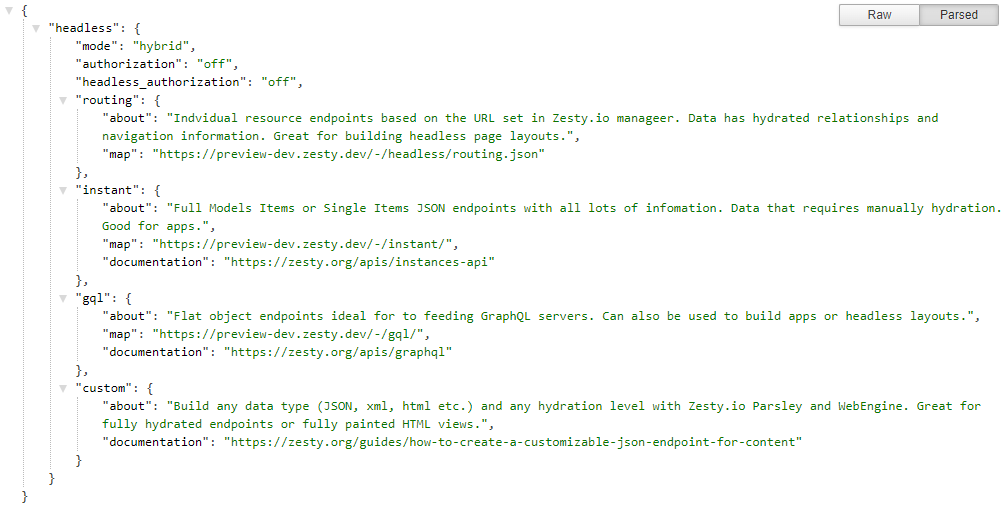 Raw Parsed
{
"headless": {
"mode": "hybrid",
"authorization": "off",
"headless_authorization": "off",
"routing": {
"about": "Indvidual resource endpoints based on the URL set in Zesty.io manageer. Data has hydrated relationships and
navigation information. Great for building headless page layouts.",
"map": "https://preview-dev.zesty.dev/-/headless/routing.json"
},
"instant": {
"about": "Full Models Items or Single Items JSON endpoints with all lots of infomation. Data that requires manually hydration.
Good for apps.",
"map": "https://preview-dev.zesty.dev/-/instant/",
"documentation": "https://zesty.org/apis/instances-api"
},
"gql": {
"about": "Flat object endpoints ideal for to feeding GraphQL servers. Can also be used to build apps or headless layouts.",
"map": "https://preview-dev.zesty.dev/-/gql/",
"documentation": "https://zesty.org/apis/graphql"
},
"custom": {
"about": "Build any data type (JSON, xml, html etc.) and any hydration level with Zesty.io Parsley and WebEngine. Great for
fully hydrated endpoints or fully painted HTML views.",
"documentation": "https://zesty.org/guides/how-to-create-a-customizable-json-endpoint-for-content"
}
}
}